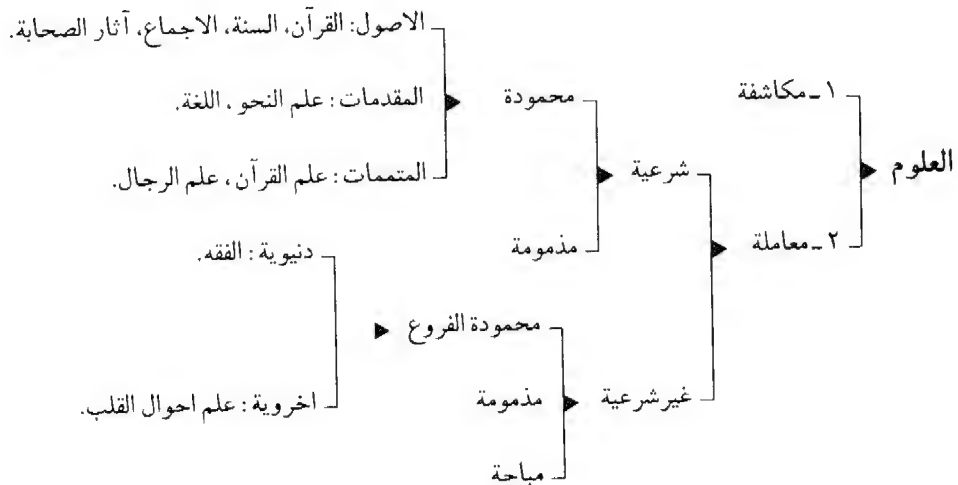 العلوم
١ ـ مكاشفة
٢ ـ معاملة
شرعية
محمودة
الاصول: القرآن، السنة، الاجماع، آثار الصحابة.
المقدمات: علم النحو، اللغة.
المتممات: علم القرآن، علم الرجال.
مذمومة
غير شرعية
محمودة الفروع
دنيوية: الفقه.
اخروية: علم احوال القلب.
مذمومة
مباحة